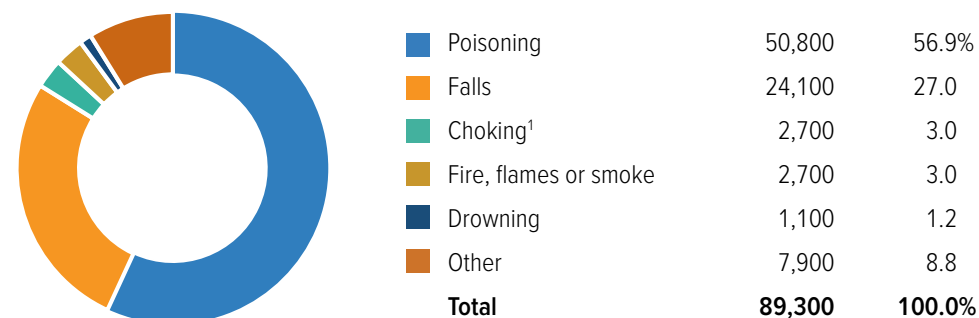 Poisoning 50,800 56.9%
Falls 24,100 27.0
Choking¹ 2,700 3.0
Fire, flames or smoke 2,700 3.0
Drowning 1,100 1.2
Other 7,900 8.8
Total 89,300 100.0%